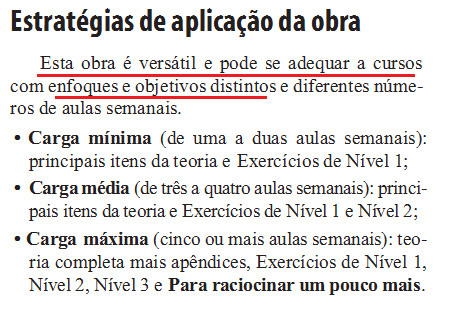 Estratégias de aplicação da obra
Esta obra é versátil e pode se adequar a cursos
com enfoques e objetivos distintos e diferentes núme-
ros de aulas semanais.
• Carga mínima (de uma a duas aulas semanais):
principais itens da teoria e Exercícios de Nível 1;
• Carga média (de três a quatro aulas semanais): princi-
pais itens da teoria e Exercícios de Nível 1 e Nível 2;
• Carga máxima (cinco ou mais aulas semanais): teo-
ria completa mais apêndices, Exercícios de Nível 1,
Nível 2, Nível 3 e Para raciocinar um pouco mais.